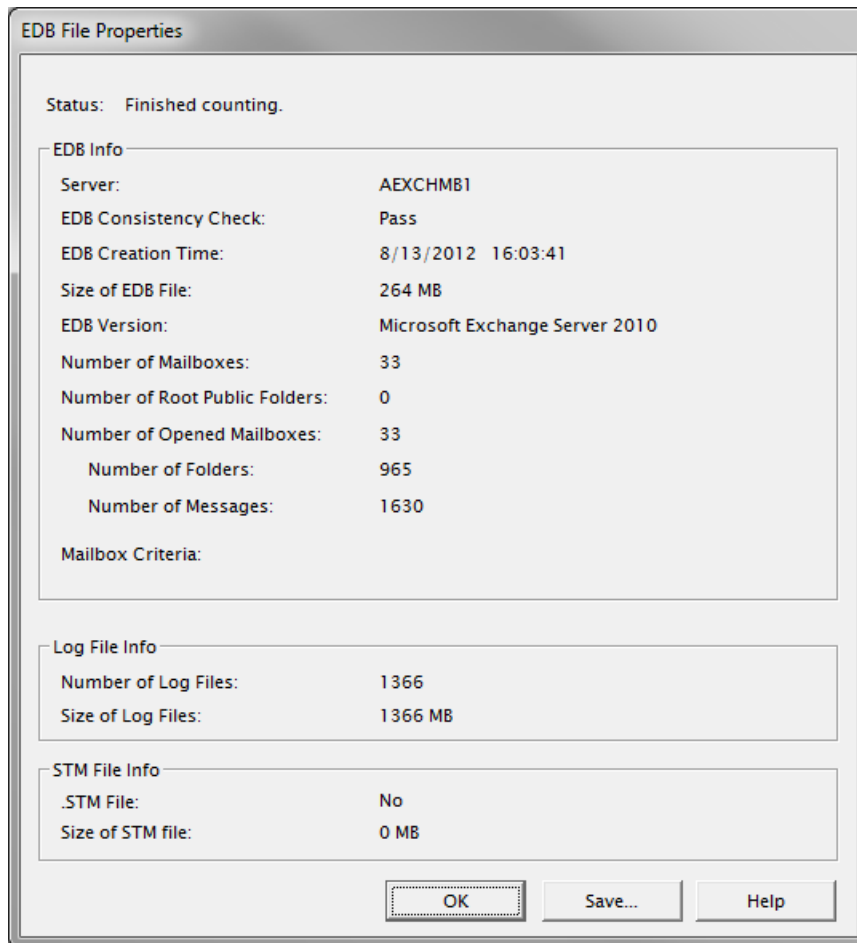 EDB File Properties
Status: Finished counting.
EDB Info
Server: AEXCHMB1
EDB Consistency Check: Pass
EDB Creation Time: 8/13/2012 16:03:41
Size of EDB File: 264 MB
EDB Version: Microsoft Exchange Server 2010
Number of Mailboxes: 33
Number of Root Public Folders: 0
Number of Opened Mailboxes: 33
Number of Folders: 965
Number of Messages: 1630
Mailbox Criteria:
Log File Info
Number of Log Files: 1366
Size of Log Files: 1366 MB
STM File Info
.STM File: No
Size of STM file: 0 MB
OK Save... Help